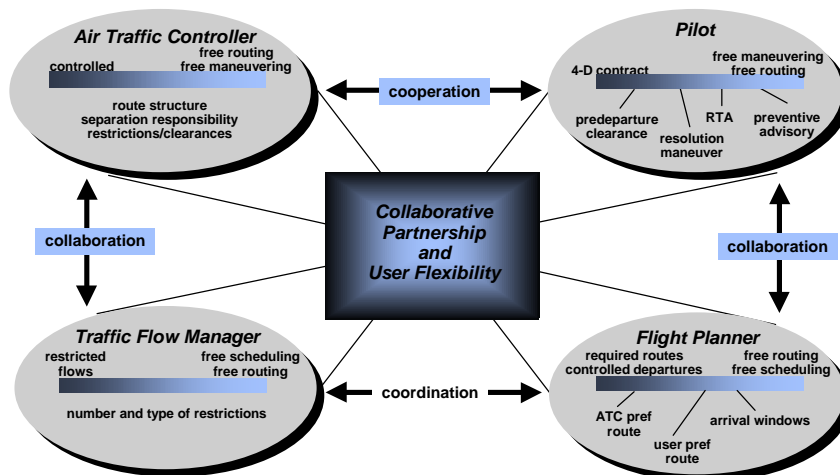 Air Traffic Controller
free routing
controlled free maneuvering
route structure
separation responsibility
restrictions/clearances
cooperation
Pilot
free maneuvering
4-D contract free routing
predeparture
clearance
resolution
maneuver
RTA
preventive
advisory
collaboration
Collaborative
Partnership
and
User Flexibility
collaboration
Traffic Flow Manager
restricted free scheduling
flows free routing
number and type of restrictions
coordination
Flight Planner
required routes free routing
controlled departures free scheduling
ATC pref
route
user pref
route
arrival windows